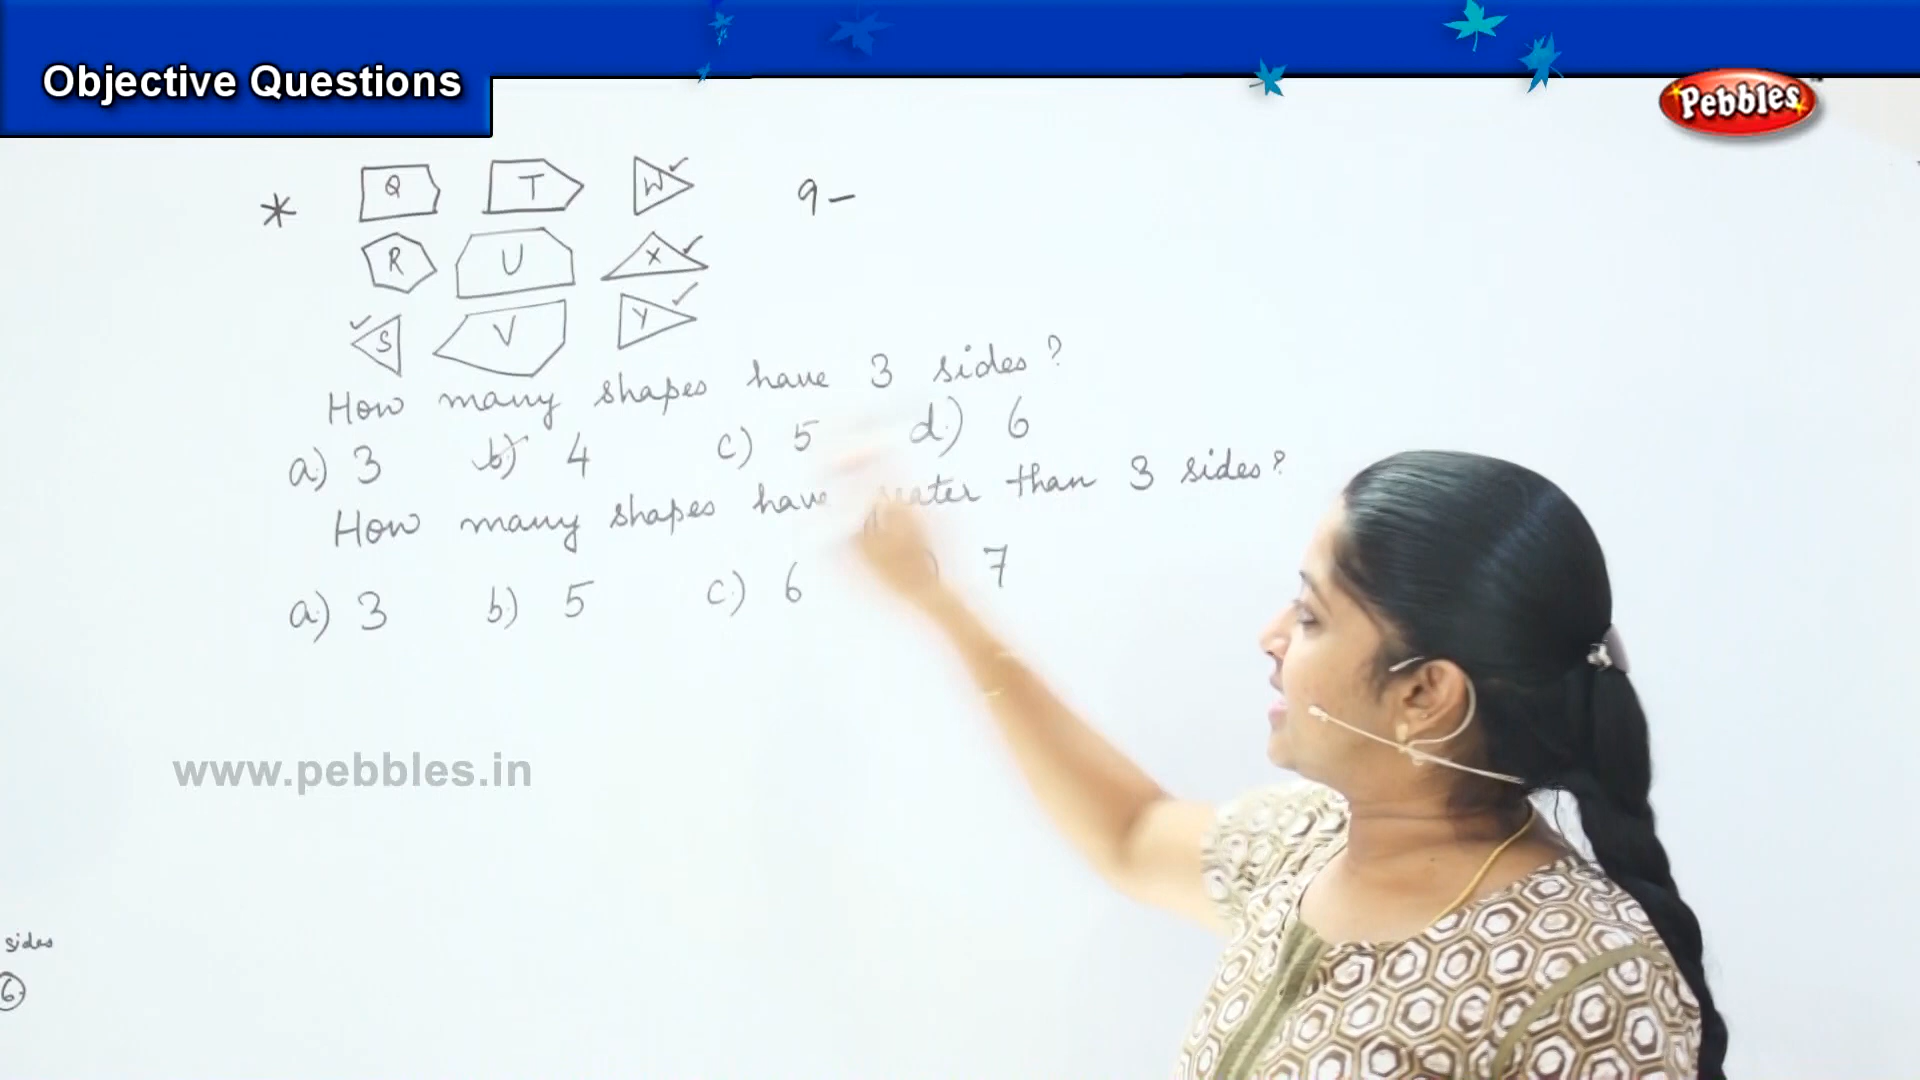 Objective Questions
Pebbles
* Q T W 9 -
R U X
S V Y
How many shapes have 3 sides?
a) 3 b) 4 c) 5 d) 6
How many shapes have greater than 3 sides?
a) 3 b) 5 c) 6 ) 7
www.pebbles.in
sides
6